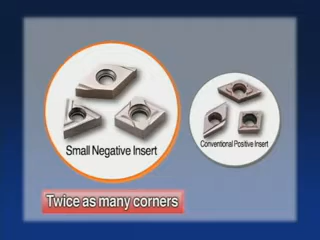 Small Negative Insert
Conventional Positive Insert
Twice as many corners